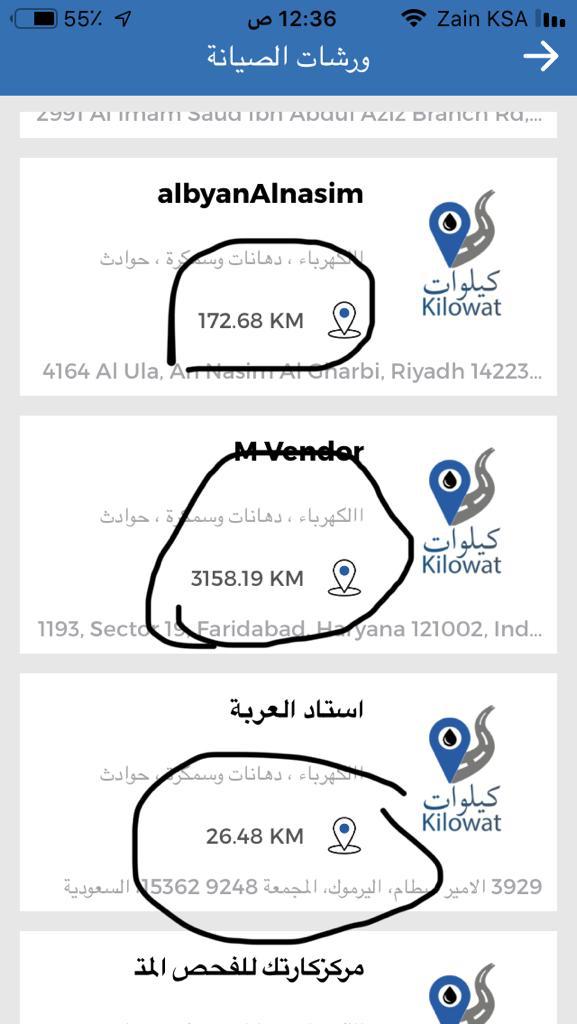 55٪ 12:36 ص Zain KSA
ورشات الصيانة
2991 Al Imam Saud Ibn Abdul Aziz Branch Rd,...
albyanAlnasim
االكهرباء ، دهانات وسمكرة ، حوادث
172.68 KM
كيلوات
Kilowat
4164 Al Ula, An Nasim Al Gharbi, Riyadh 14223...
M Vendor
االكهرباء ، دهانات وسمكرة ، حوادث
3158.19 KM
كيلوات
Kilowat
1193, Sector 19, Faridabad, Haryana 121002, Ind...
استاد العربة
االكهرباء ، دهانات وسمكرة ، حوادث
26.48 KM
كيلوات
Kilowat
3929 الامير سطام، اليرموك، المجمعة 9248 15362، السعودية
مركزكارتك للفحص المتـ